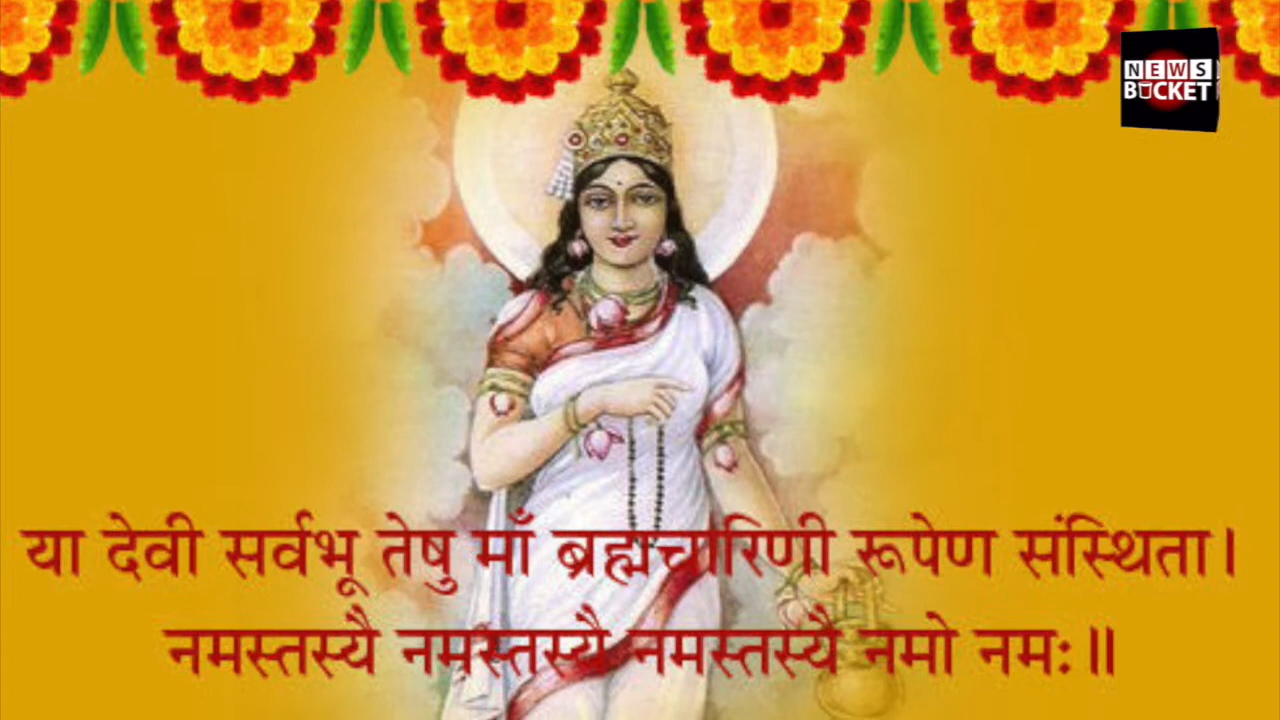 NEWS
BUCKET
या देवी सर्वभू तेषु माँ ब्रह्मचारिणी रूपेण संस्थिता।
नमस्तस्यै नमस्तस्यै नमस्तस्यै नमो नमः॥